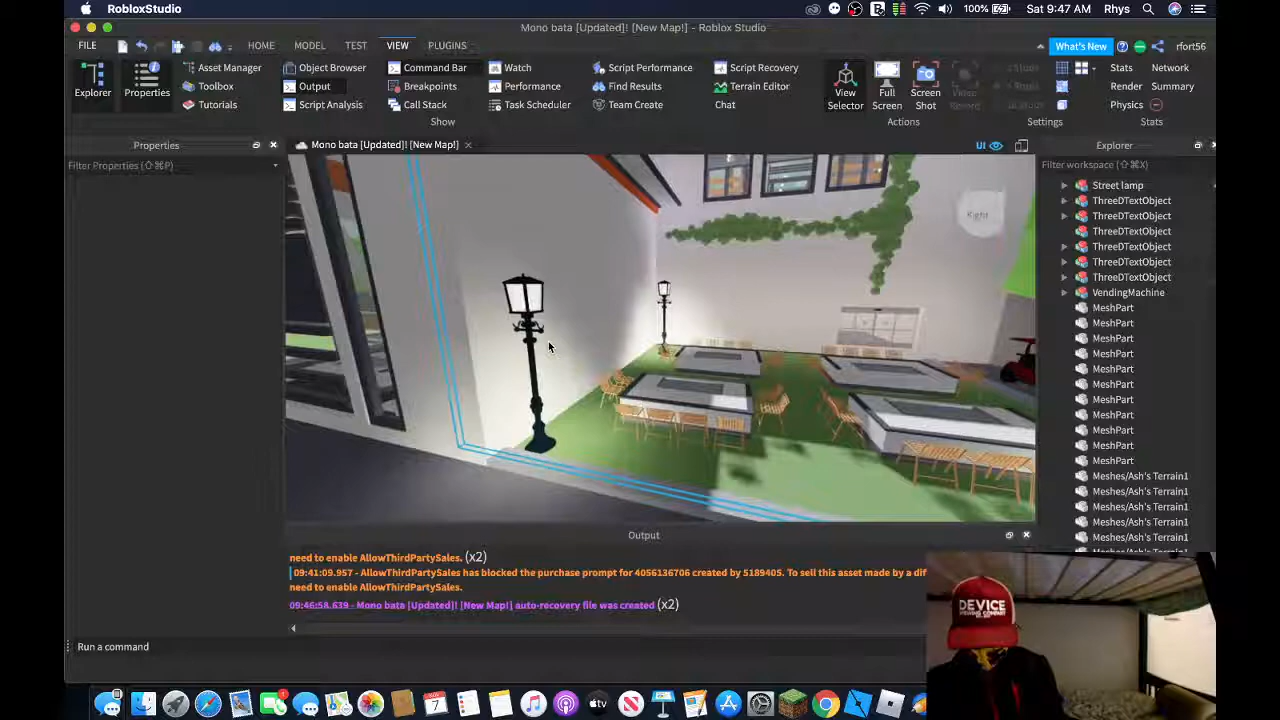 RobloxStudio
100%
Sat 9:47 AM
Rhys
Mono bata [Updated]! [New Map!] - Roblox Studio
FILE
HOME
MODEL
TEST
VIEW
PLUGINS
What's New
rfort56
Explorer
Properties
Asset Manager
Toolbox
Tutorials
Object Browser
Output
Script Analysis
Command Bar
Breakpoints
Call Stack
Watch
Performance
Task Scheduler
Script Performance
Find Results
Team Create
Script Recovery
Terrain Editor
Chat
Show
View
Selector
Full
Screen
Screen
Shot
Video
Record
Actions
Settings
Stats
Render
Physics
Network
Summary
Stats
Properties
Filter Properties (⇧⌘P)
Mono bata [Updated]! [New Map!]
UI
Right
Explorer
Filter workspace (⇧⌘X)
Street lamp
ThreeDTextObject
ThreeDTextObject
ThreeDTextObject
ThreeDTextObject
ThreeDTextObject
ThreeDTextObject
VendingMachine
MeshPart
MeshPart
MeshPart
MeshPart
MeshPart
MeshPart
MeshPart
MeshPart
MeshPart
MeshPart
MeshPart
Meshes/Ash's Terrain1
Meshes/Ash's Terrain1
Meshes/Ash's Terrain1
Meshes/Ash's Terrain1
Meshes/Ash's Terrain1
Output
need to enable AllowThirdPartySales. (x2)
09:41:09.957 - AllowThirdPartySales has blocked the purchase prompt for 4056136706 created by 5189405. To sell this asset made by a dif
need to enable AllowThirdPartySales.
09:46:58.639 - Mono bata [Updated]! [New Map!] auto-recovery file was created (x2)
Run a command
DEVICE